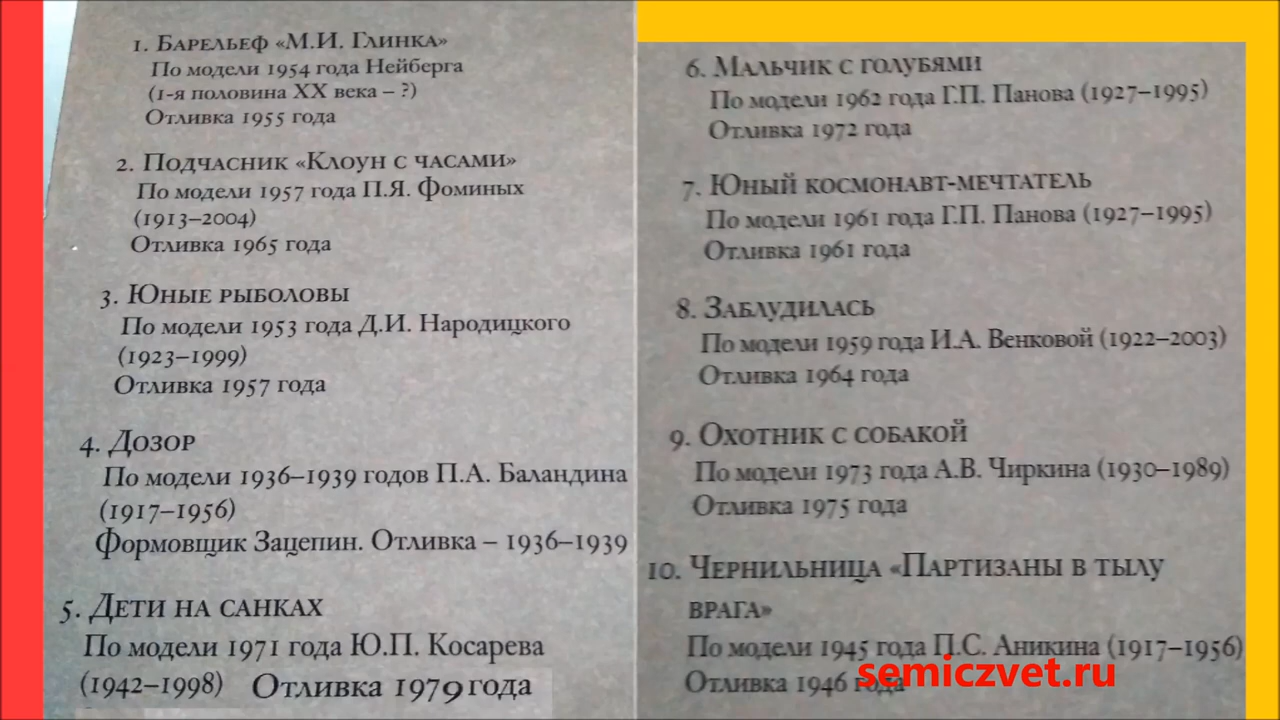 1. Барельеф «М.И. Глинка»
По модели 1954 года Нейберга
(1-я половина XX века – ?)
Отливка 1955 года
2. Подчасник «Клоун с часами»
По модели 1957 года П.Я. Фоминых
(1913–2004)
Отливка 1965 года
3. Юные рыболовы
По модели 1953 года Д.И. Народицкого
(1923–1999)
Отливка 1957 года
4. Дозор
По модели 1936–1939 годов П.А. Баландина
(1917–1956)
Формовщик Зацепин. Отливка – 1936–1939
5. Дети на санках
По модели 1971 года Ю.П. Косарева
(1942–1998) Отливка 1979 года
6. Мальчик с голубями
По модели 1962 года Г.П. Панова (1927–1995)
Отливка 1972 года
7. Юный космонавт-мечтатель
По модели 1961 года Г.П. Панова (1927–1995)
Отливка 1961 года
8. Заблудилась
По модели 1959 года И.А. Венковой (1922–2003)
Отливка 1964 года
9. Охотник с собакой
По модели 1973 года А.В. Чиркина (1930–1989)
Отливка 1975 года
10. Чернильница «Партизаны в тылу
врага»
По модели 1945 года П.С. Аникина (1917–1956)
Отливка 1946 года
semiczvet.ru